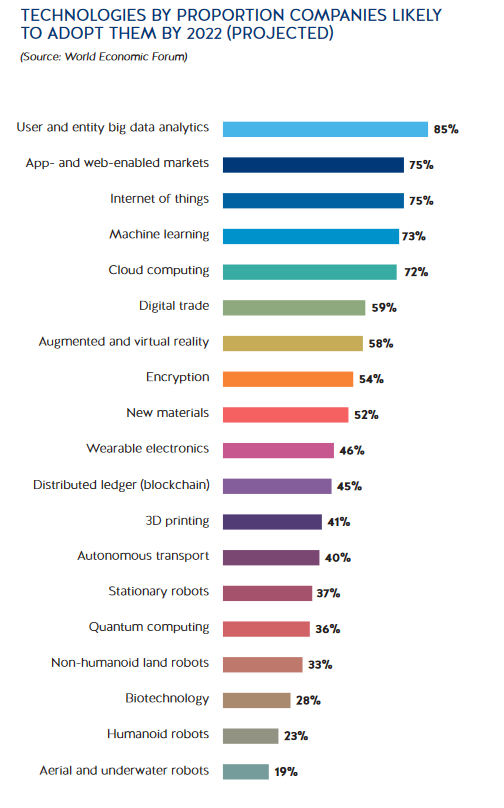 TECHNOLOGIES BY PROPORTION COMPANIES LIKELY
TO ADOPT THEM BY 2022 (PROJECTED)
(Source: World Economic Forum)
User and entity big data analytics 85%
App- and web-enabled markets 75%
Internet of things 75%
Machine learning 73%
Cloud computing 72%
Digital trade 59%
Augmented and virtual reality 58%
Encryption 54%
New materials 52%
Wearable electronics 46%
Distributed ledger (blockchain) 45%
3D printing 41%
Autonomous transport 40%
Stationary robots 37%
Quantum computing 36%
Non-humanoid land robots 33%
Biotechnology 28%
Humanoid robots 23%
Aerial and underwater robots 19%